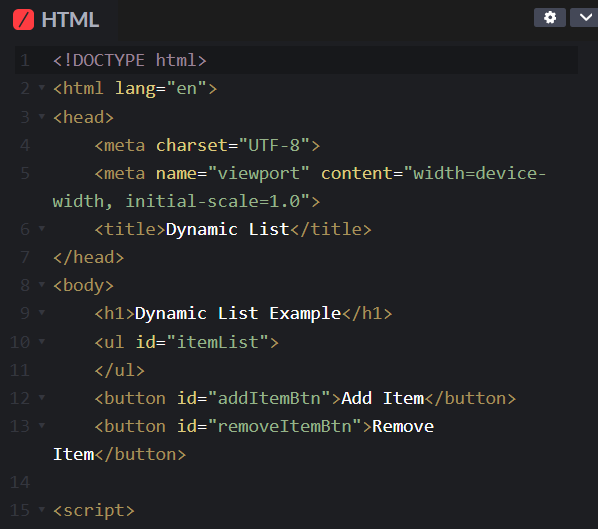 HTML
1 <!DOCTYPE html>
2 <html lang="en">
3 <head>
4 <meta charset="UTF-8">
5 <meta name="viewport" content="width=device-
width, initial-scale=1.0">
6 <title>Dynamic List</title>
7 </head>
8 <body>
9 <h1>Dynamic List Example</h1>
10 <ul id="itemList">
11 </ul>
12 <button id="addItemBtn">Add Item</button>
13 <button id="removeItemBtn">Remove
Item</button>
14
15 <script>